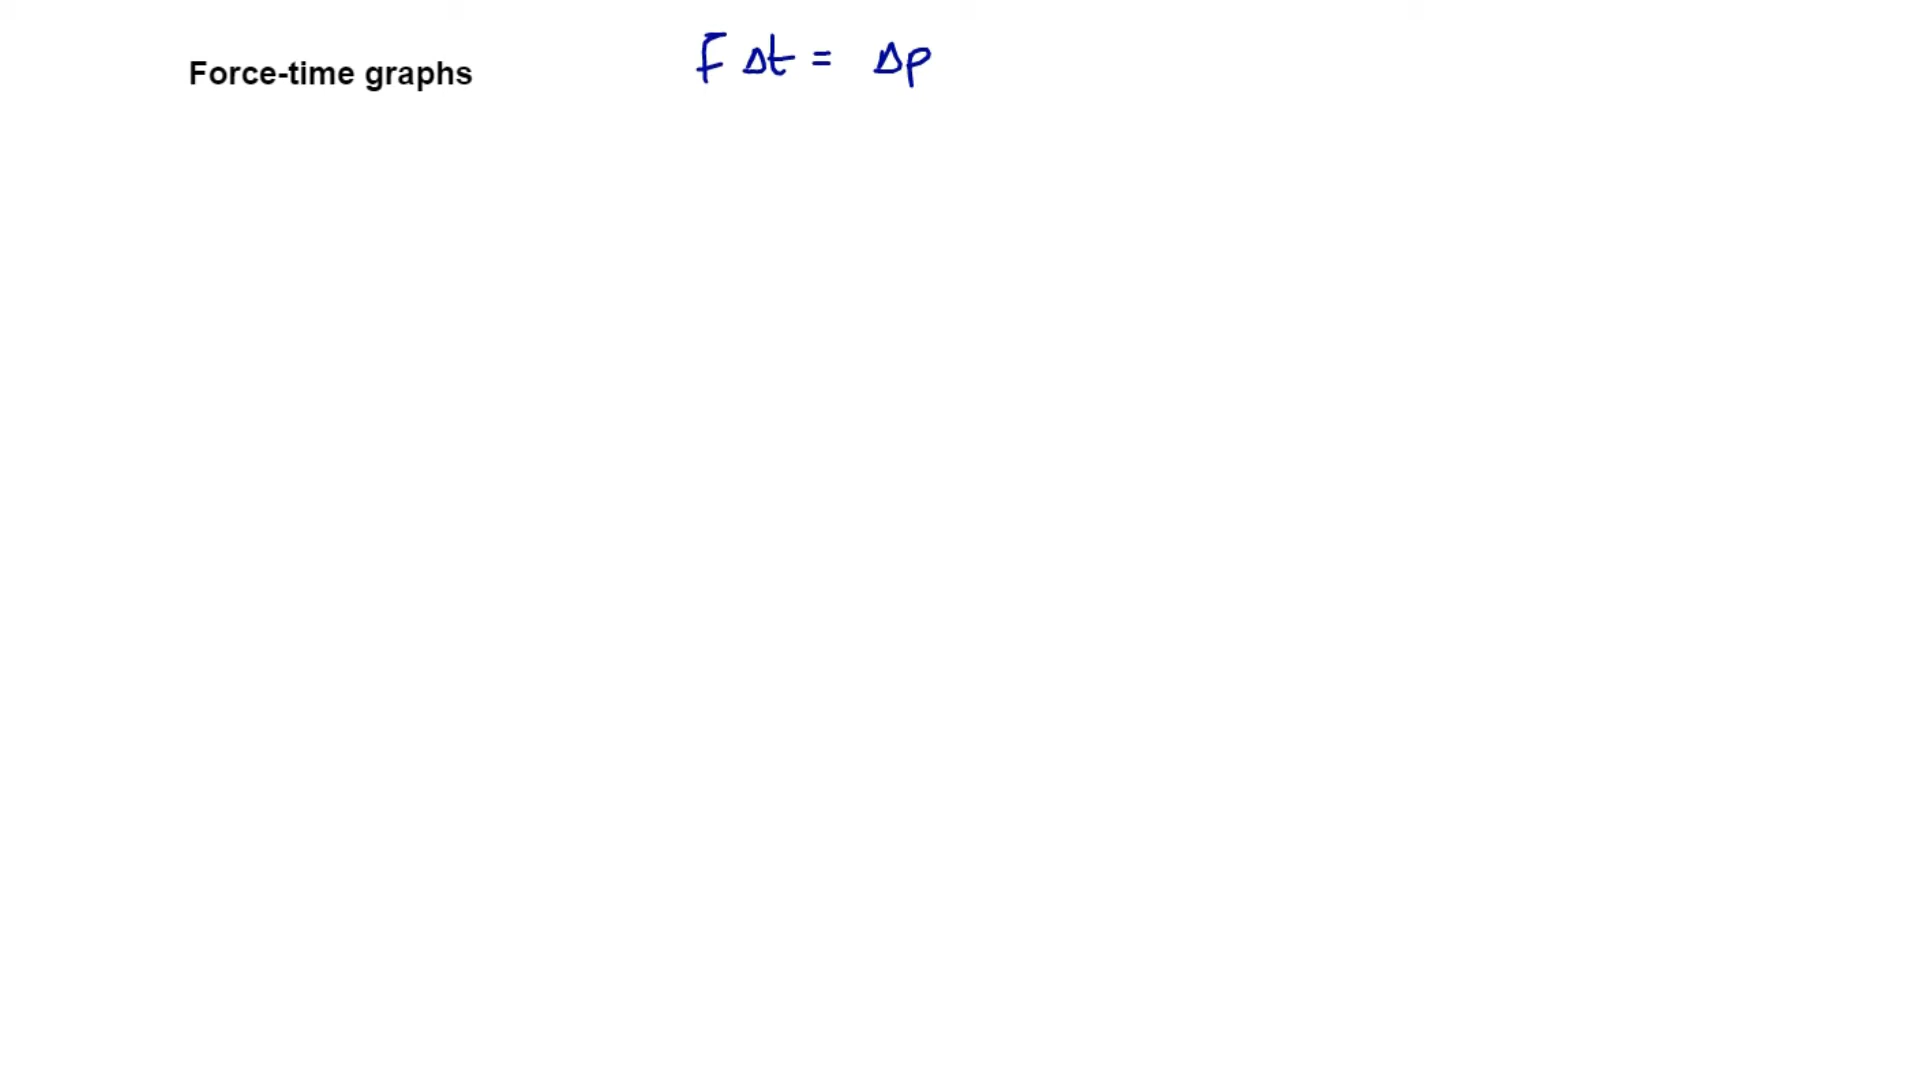 Force-time graphs
F Δt = Δp